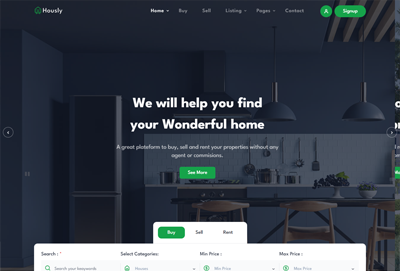 Hously
Home Buy Sell Listing Pages Contact
Signup
We will help you find
your Wonderful home
A great plateform to buy, sell and rent your properties without any
agent or commisions.
See More
Buy Sell Rent
Search : * Select Categories: Min Price : Max Price :
Search your keaywords Houses Min Price Max Price